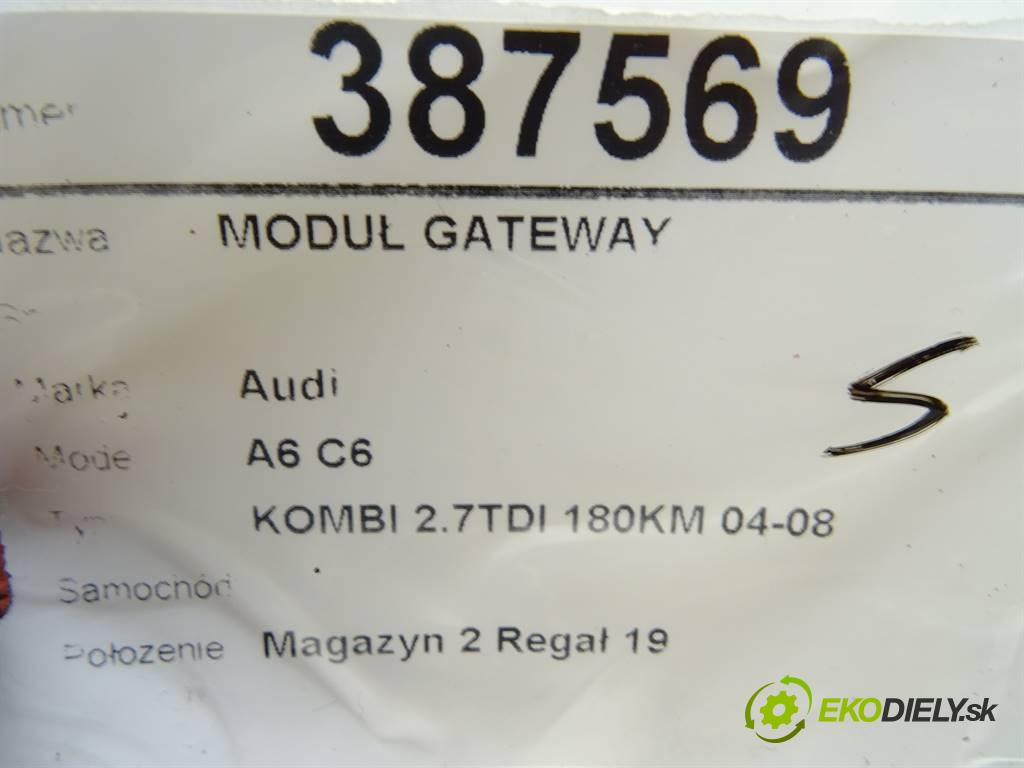 387569
MODUŁ GATEWAY
Audi
A6 C6
KOMBI 2.7TDI 180KM 04-08
Samochód
Położenie Magazyn 2 Regał 19
S
EKODIELY.sk